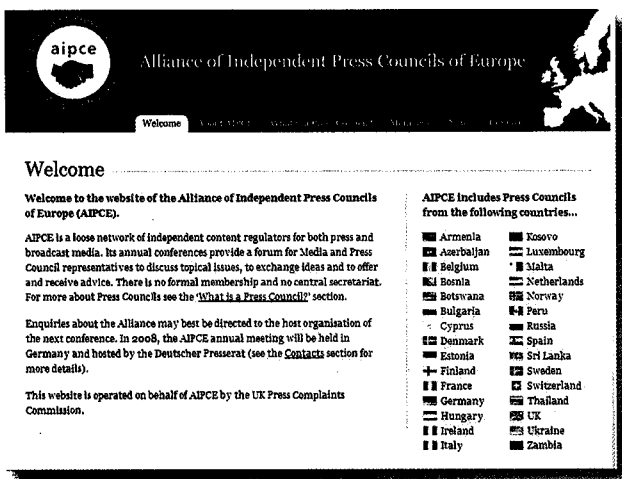 aipce
Alliance of Independent Press Councils of Europe
Welcome
Welcome
Welcome to the website of the Alliance of Independent Press Councils
of Europe (AIPCE).
AIPCE is a loose network of independent content regulators for both press and
broadcast media. Its annual conferences provide a forum for Media and Press
Council representatives to discuss topical issues, to exchange ideas and to offer
and receive advice. There is no formal membership and no central secretariat.
For more about Press Councils see the 'What is a Press Council?' section.
Enquiries about the Alliance may best be directed to the host organisation of
the next conference. In 2008, the AIPCE annual meeting will be held in
Germany and hosted by the Deutscher Presserat (see the Contacts section for
more details).
This website is operated on behalf of AIPCE by the UK Press Complaints
Commission.
AIPCE includes Press Councils
from the following countries...
Armenia
Azerbaijan
Belgium
Bosnia
Botswana
Bulgaria
Cyprus
Denmark
Estonia
Finland
France
Germany
Hungary
Ireland
Italy
Kosovo
Luxembourg
Malta
Netherlands
Norway
Peru
Russia
Spain
Sri Lanka
Sweden
Switzerland
Thailand
UK
Ukraine
Zambia